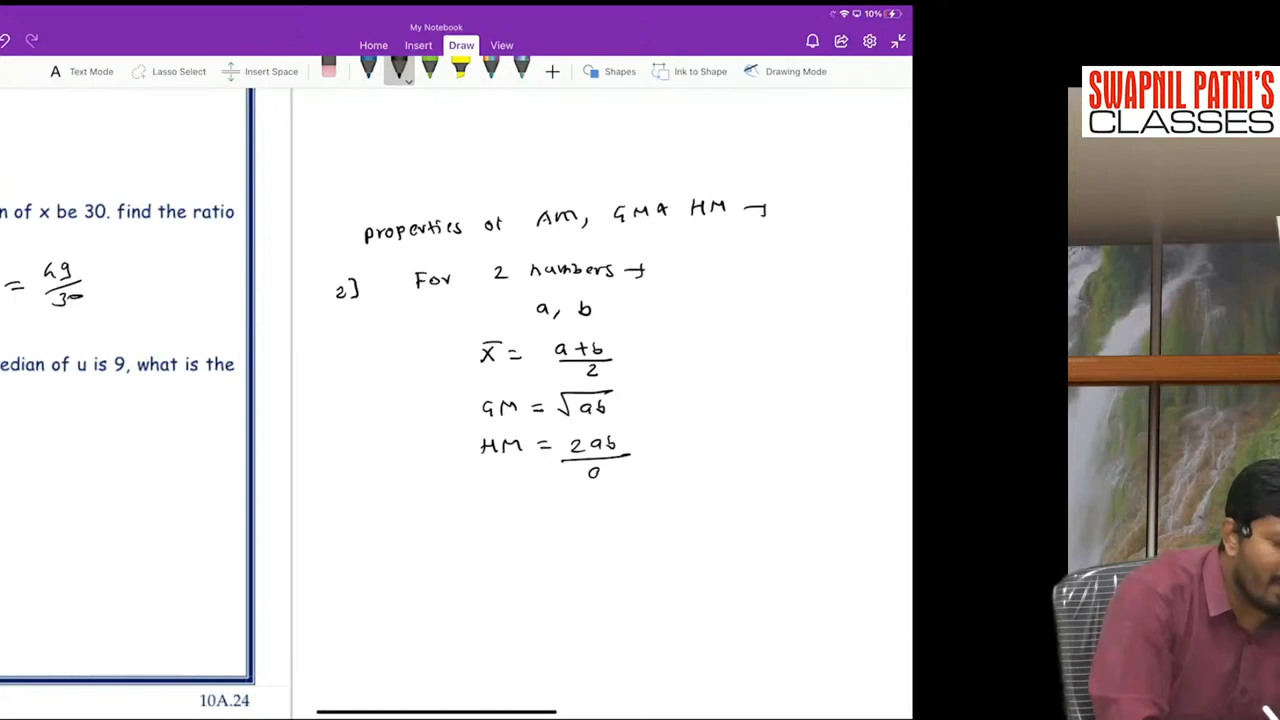 10%
My Notebook
Home Insert Draw View
A Text Mode Lasso Select Insert Space Shapes Ink to Shape Drawing Mode
SWAPNIL PATNI'S
CLASSES
n of x be 30. find the ratio
= 49/30
edian of u is 9, what is the
10A.24
properties of AM, GM & HM →
2] For 2 numbers →
a, b
X̄ = a+b/2
GM = √ab
HM = 2ab/a